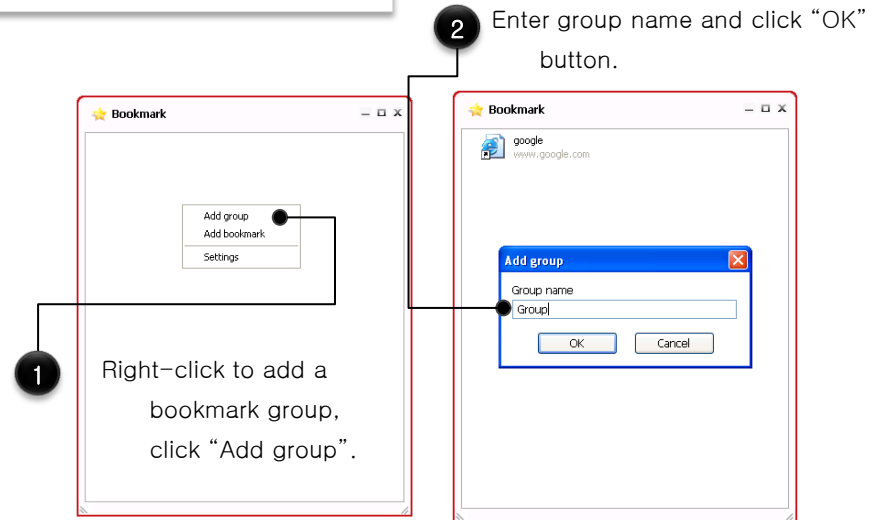 2
Enter group name and click “OK”
button.
Bookmark
Add group
Add bookmark
Settings
1
Right-click to add a
bookmark group,
click “Add group”.
Bookmark
google
www.google.com
Add group
Group name
Group
OK Cancel